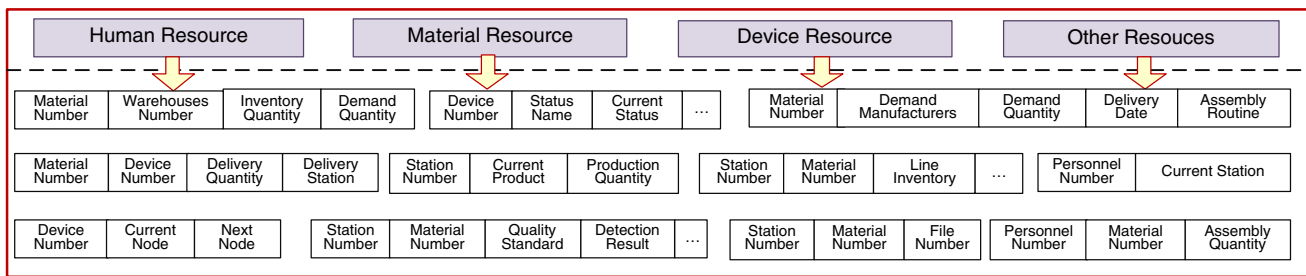 Human Resource Material Resource Device Resource Other Resouces
Material Number Warehouses Number Inventory Quantity Demand Quantity Device Number Status Name Current Status ... Material Number Demand Manufacturers Demand Quantity Delivery Date Assembly Routine
Material Number Device Number Delivery Quantity Delivery Station Station Number Current Product Production Quantity Station Number Material Number Line Inventory ... Personnel Number Current Station
Device Number Current Node Next Node Station Number Material Number Quality Standard Detection Result ... Station Number Material Number File Number Personnel Number Material Number Assembly Quantity